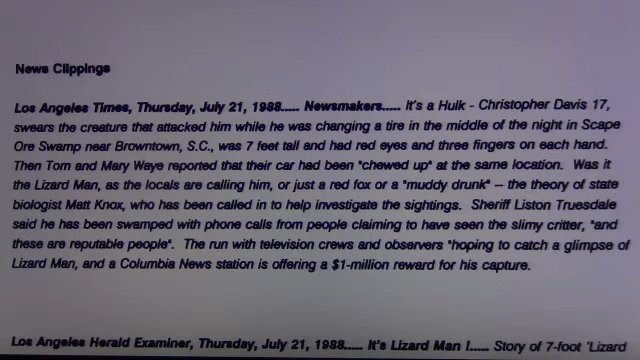 News Clippings
Los Angeles Times, Thursday, July 21, 1988..... Newsmakers..... It's a Hulk - Christopher Davis 17,
swears the creature that attacked him while he was changing a tire in the middle of the night in Scape
Ore Swamp near Browntown, S.C., was 7 feet tall and had red eyes and three fingers on each hand.
Then Tom and Mary Waye reported that their car had been "chewed up" at the same location. Was it
the Lizard Man, as the locals are calling him, or just a red fox or a "muddy drunk" -- the theory of state
biologist Matt Knox, who has been called in to help investigate the sightings. Sheriff Liston Truesdale
said he has been swamped with phone calls from people claiming to have seen the slimy critter, "and
these are reputable people". The run with television crews and observers "hoping to catch a glimpse of
Lizard Man, and a Columbia News station is offering a $1-million reward for his capture.
Los Angeles Herald Examiner, Thursday, July 21, 1988..... It's Lizard Man I..... Story of 7-foot 'Lizard